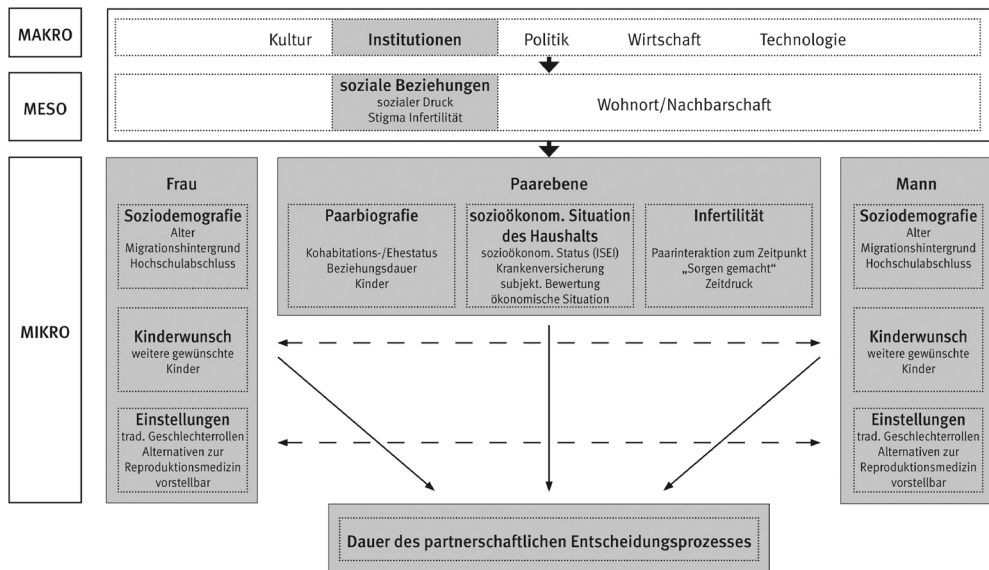 MAKRO
Kultur
Institutionen
Politik
Wirtschaft
Technologie
MESO
soziale Beziehungen
sozialer Druck
Stigma Infertilität
Wohnort/Nachbarschaft
MIKRO
Frau
Soziodemografie
Alter
Migrationshintergrund
Hochschulabschluss
Kinderwunsch
weitere gewünschte
Kinder
Einstellungen
trad. Geschlechterrollen
Alternativen zur
Reproduktionsmedizin
vorstellbar
Paarebene
Paarbiografie
Kohabitations-/Ehestatus
Beziehungsdauer
Kinder
sozioökonom. Situation
des Haushalts
sozioökonom. Status (ISEI)
Krankenversicherung
subjekt. Bewertung
ökonomische Situation
Infertilität
Paarinteraktion zum Zeitpunkt
„Sorgen gemacht“
Zeitdruck
Mann
Soziodemografie
Alter
Migrationshintergrund
Hochschulabschluss
Kinderwunsch
weitere gewünschte
Kinder
Einstellungen
trad. Geschlechterrollen
Alternativen zur
Reproduktionsmedizin
vorstellbar
Dauer des partnerschaftlichen Entscheidungsprozesses